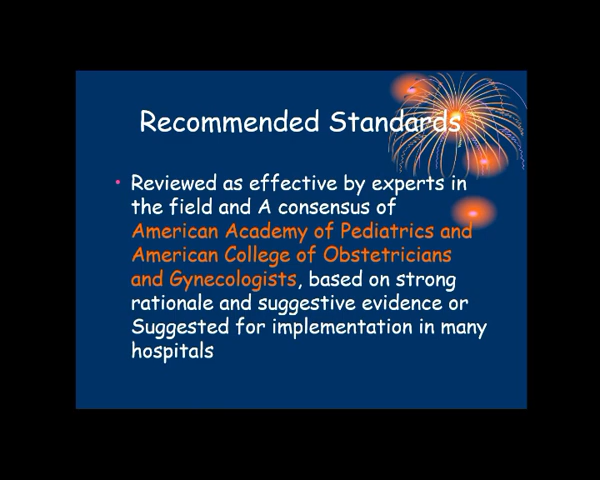 Recommended Standards
• Reviewed as effective by experts in
the field and A consensus of
American Academy of Pediatrics and
American College of Obstetricians
and Gynecologists, based on strong
rationale and suggestive evidence or
Suggested for implementation in many
hospitals